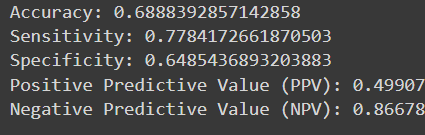 Accuracy: 0.6888392857142858
Sensitivity: 0.7784172661870503
Specificity: 0.6485436893203883
Positive Predictive Value (PPV): 0.49907
Negative Predictive Value (NPV): 0.86678